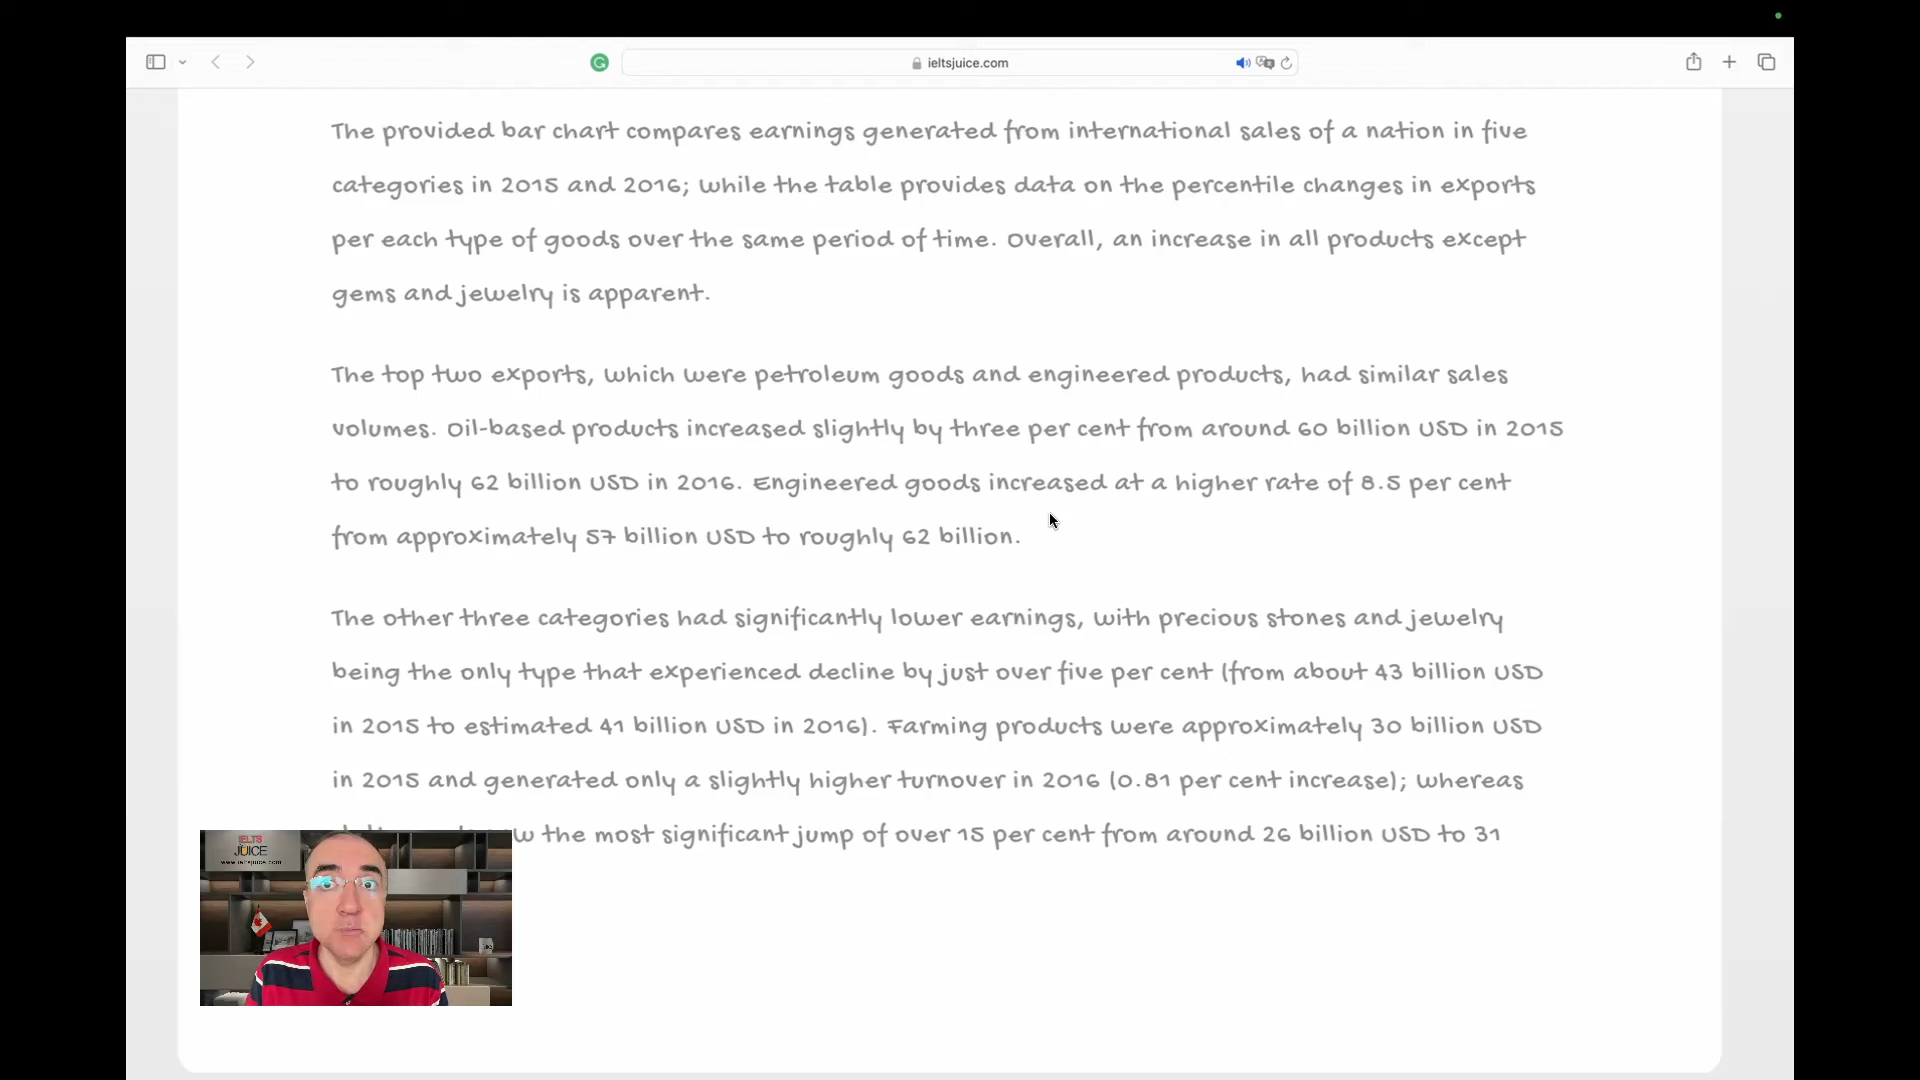 ieltsjuice.com
The provided bar chart compares earnings generated from international sales of a nation in five
categories in 2015 and 2016; while the table provides data on the percentile changes in exports
per each type of goods over the same period of time. Overall, an increase in all products except
gems and jewelry is apparent.
The top two exports, which were petroleum goods and engineered products, had similar sales
volumes. Oil-based products increased slightly by three per cent from around 60 billion USD in 2015
to roughly 62 billion USD in 2016. Engineered goods increased at a higher rate of 8.5 per cent
from approximately 57 billion USD to roughly 62 billion.
The other three categories had significantly lower earnings, with precious stones and jewelry
being the only type that experienced decline by just over five per cent (from about 43 billion USD
in 2015 to estimated 41 billion USD in 2016). Farming products were approximately 30 billion USD
in 2015 and generated only a slightly higher turnover in 2016 (0.81 per cent increase); whereas
the most significant jump of over 15 per cent from around 26 billion USD to 31
IELTS
JUICE
www.ieltsjuice.com